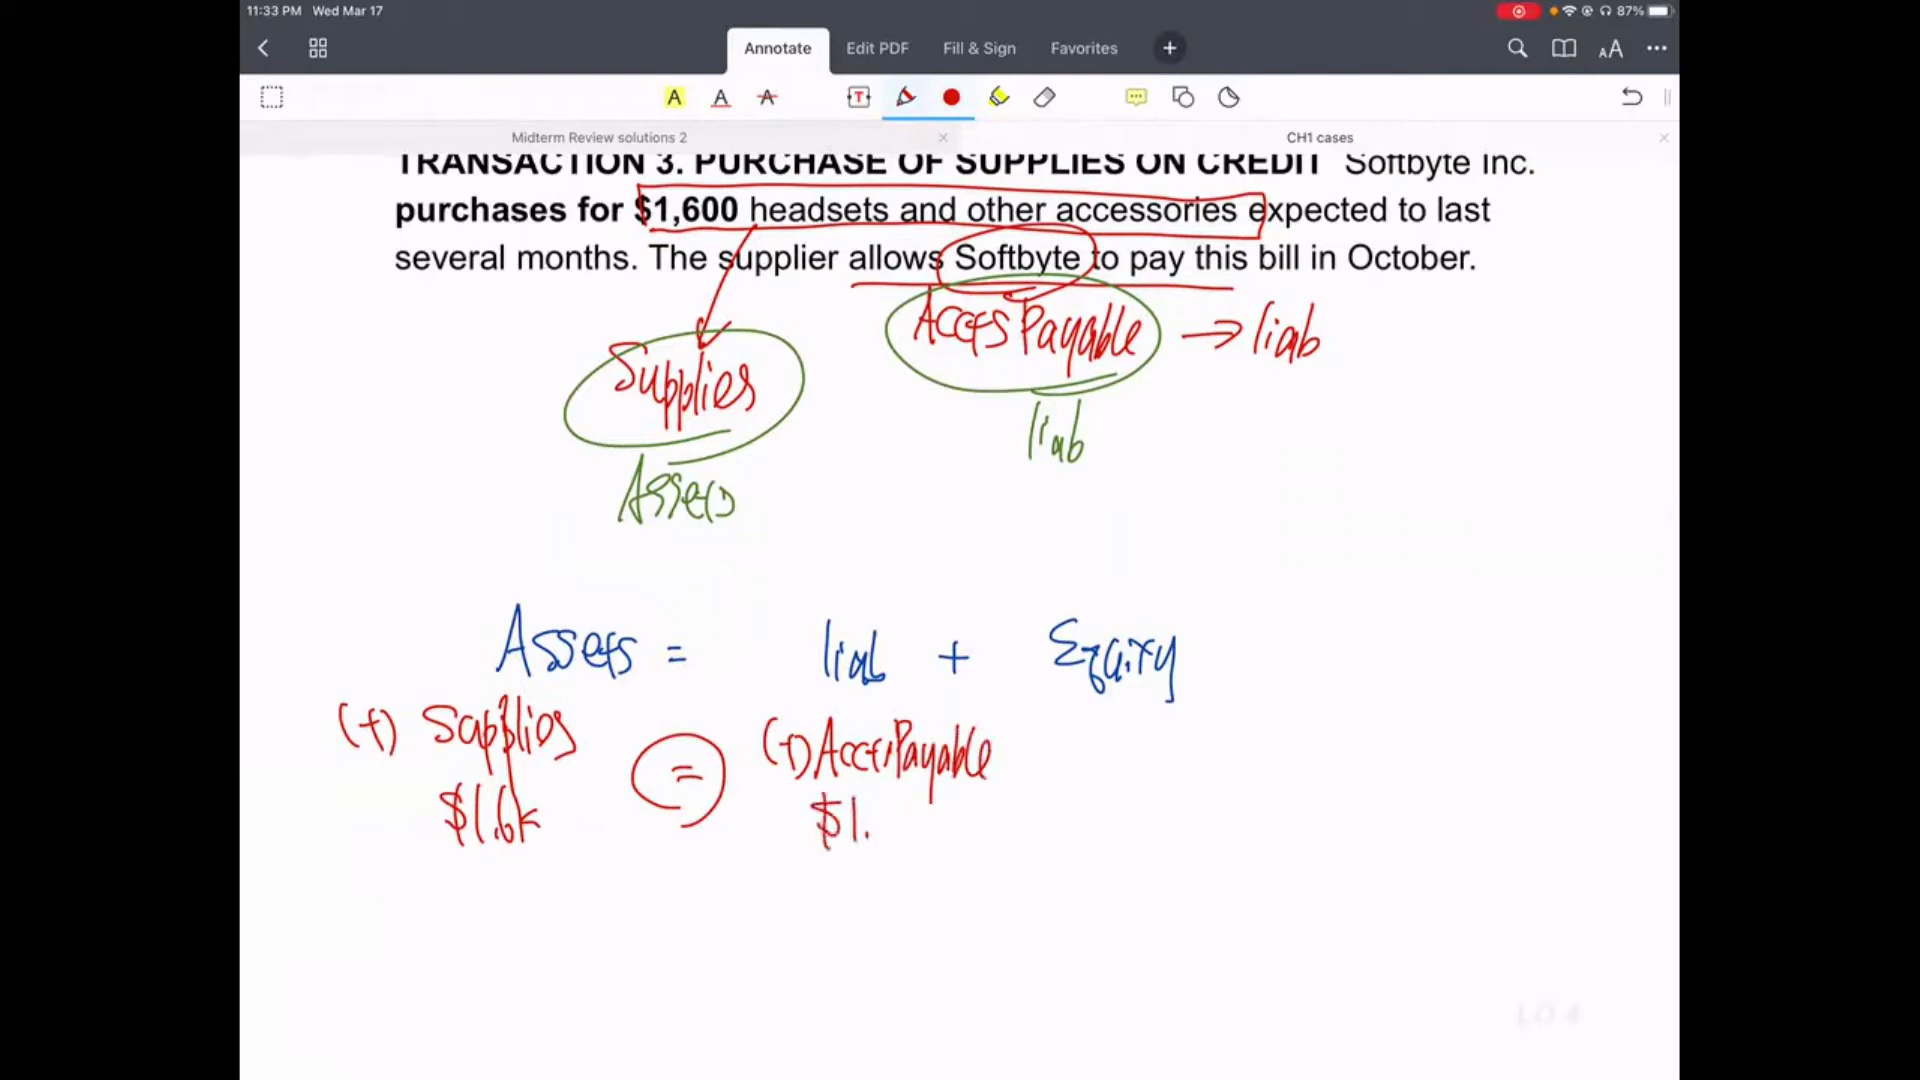 11:33 PM Wed Mar 17
87%
Annotate Edit PDF Fill & Sign Favorites
Midterm Review solutions 2
CH1 cases
TRANSACTION 3. PURCHASE OF SUPPLIES ON CREDIT Softbyte Inc.
purchases for $1,600 headsets and other accessories expected to last
several months. The supplier allows Softbyte to pay this bill in October.
Accts Payable → liab
Supplies
liab
Assets
Assets = liab + Equity
(+) Supplies = (+) Accts Payable
$1.6k $1.
LO 4